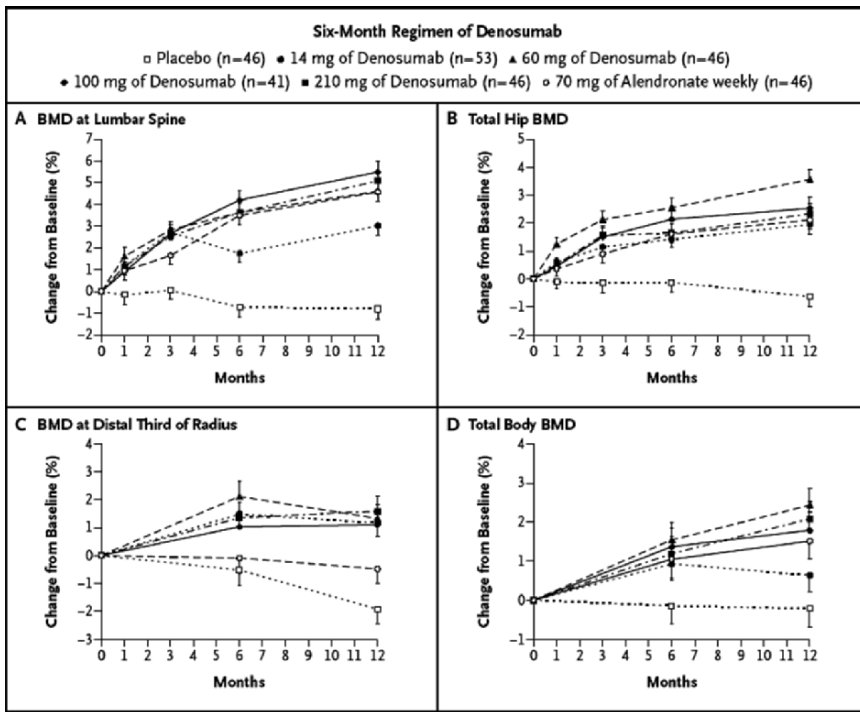 Six-Month Regimen of Denosumab
Placebo (n=46) 14 mg of Denosumab (n=53) 60 mg of Denosumab (n=46)
100 mg of Denosumab (n=41) 210 mg of Denosumab (n=46) 70 mg of Alendronate weekly (n=46)
A BMD at Lumbar Spine
Change from Baseline (%)
7
6
5
4
3
2
1
0
−1
−2
0 1 2 3 4 5 6 7 8 9 10 11 12
Months
B Total Hip BMD
Change from Baseline (%)
5
4
3
2
1
0
−1
−2
0 1 2 3 4 5 6 7 8 9 10 11 12
Months
C BMD at Distal Third of Radius
Change from Baseline (%)
4
3
2
1
0
−1
−2
−3
0 1 2 3 4 5 6 7 8 9 10 11 12
Months
D Total Body BMD
Change from Baseline (%)
4
3
2
1
0
−1
0 1 2 3 4 5 6 7 8 9 10 11 12
Months